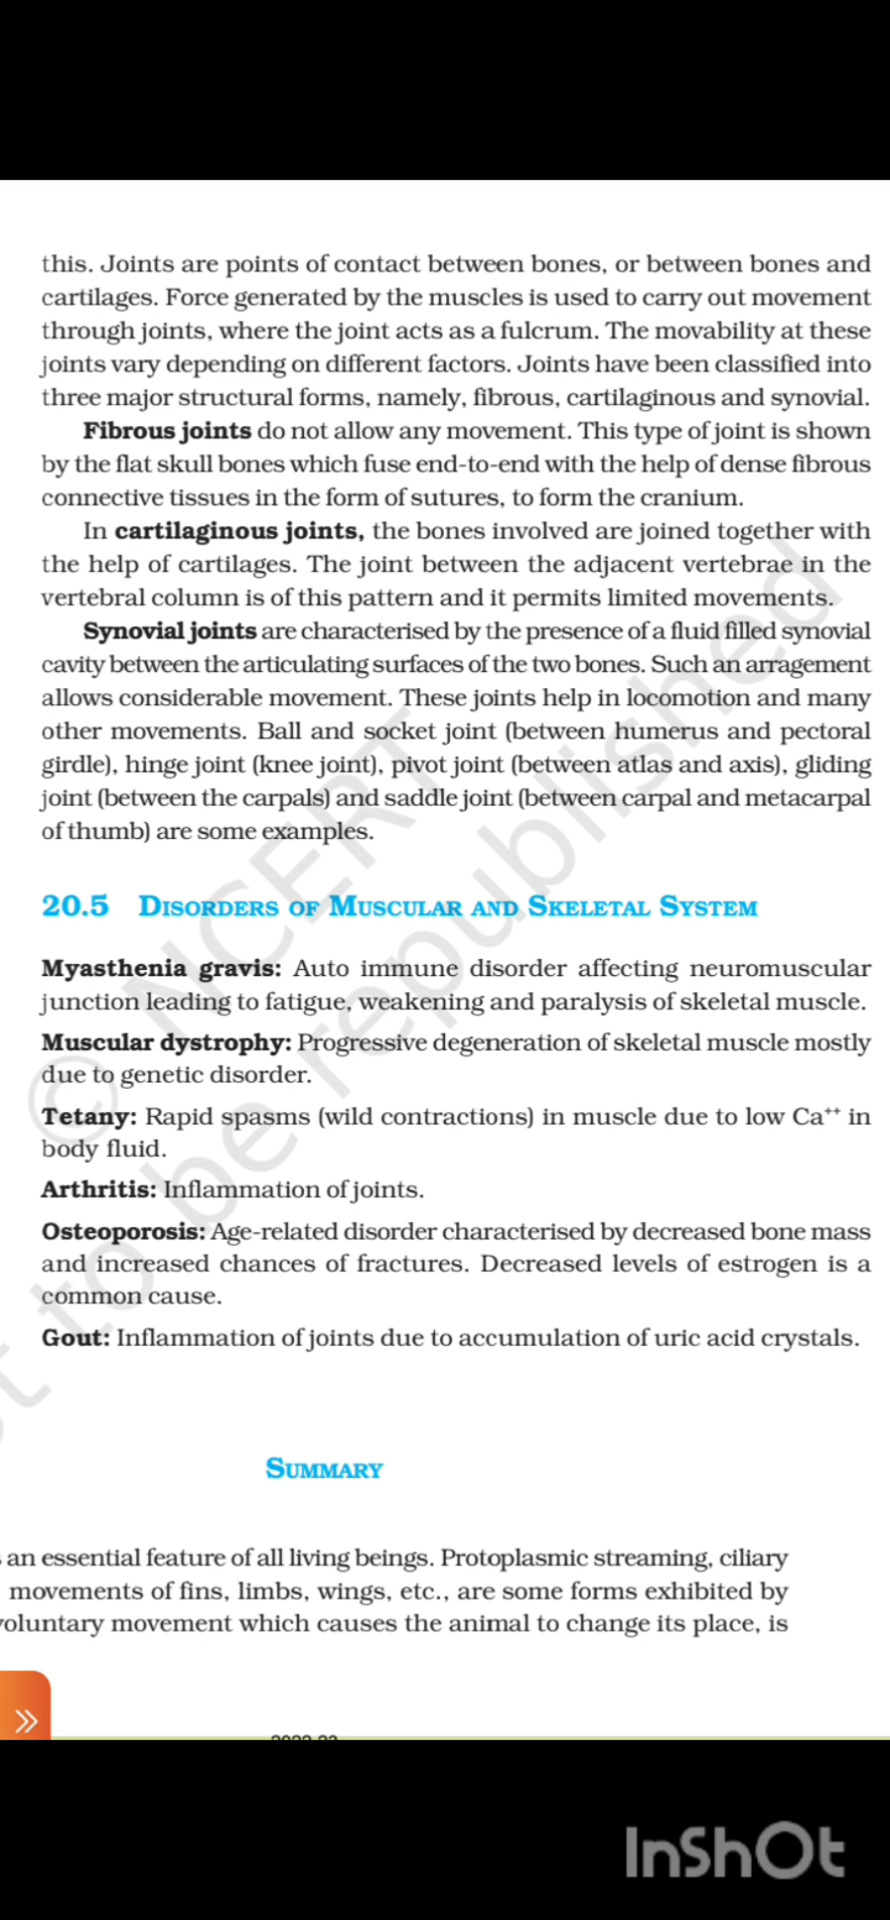 this. Joints are points of contact between bones, or between bones and
cartilages. Force generated by the muscles is used to carry out movement
through joints, where the joint acts as a fulcrum. The movability at these
joints vary depending on different factors. Joints have been classified into
three major structural forms, namely, fibrous, cartilaginous and synovial.
Fibrous joints do not allow any movement. This type of joint is shown
by the flat skull bones which fuse end-to-end with the help of dense fibrous
connective tissues in the form of sutures, to form the cranium.
In cartilaginous joints, the bones involved are joined together with
the help of cartilages. The joint between the adjacent vertebrae in the
vertebral column is of this pattern and it permits limited movements.
Synovial joints are characterised by the presence of a fluid filled synovial
cavity between the articulating surfaces of the two bones. Such an arragement
allows considerable movement. These joints help in locomotion and many
other movements. Ball and socket joint (between humerus and pectoral
girdle), hinge joint (knee joint), pivot joint (between atlas and axis), gliding
joint (between the carpals) and saddle joint (between carpal and metacarpal
of thumb) are some examples.
20.5 DISORDERS OF MUSCULAR AND SKELETAL SYSTEM
Myasthenia gravis: Auto immune disorder affecting neuromuscular
junction leading to fatigue, weakening and paralysis of skeletal muscle.
Muscular dystrophy: Progressive degeneration of skeletal muscle mostly
due to genetic disorder.
Tetany: Rapid spasms (wild contractions) in muscle due to low Ca⁺⁺ in
body fluid.
Arthritis: Inflammation of joints.
Osteoporosis: Age-related disorder characterised by decreased bone mass
and increased chances of fractures. Decreased levels of estrogen is a
common cause.
Gout: Inflammation of joints due to accumulation of uric acid crystals.
SUMMARY
an essential feature of all living beings. Protoplasmic streaming, ciliary
movements of fins, limbs, wings, etc., are some forms exhibited by
voluntary movement which causes the animal to change its place, is
© NCERT
to be republished
InShOt